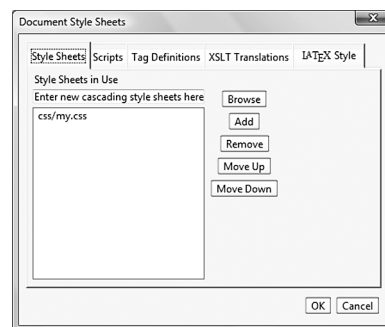 Document Style Sheets
X
Style Sheets Scripts Tag Definitions XSLT Translations LATEX Style
Style Sheets in Use
Enter new cascading style sheets here
Browse
css/my.css
Add
Remove
Move Up
Move Down
OK Cancel